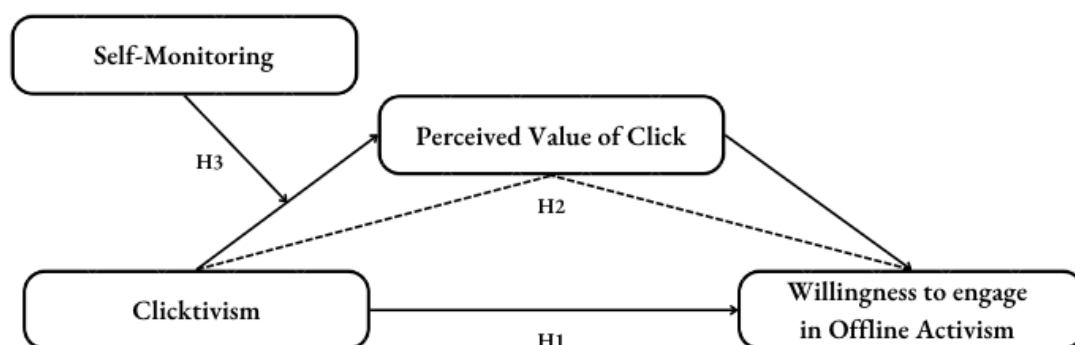 Self-Monitoring
Perceived Value of Click
H3
H2
Clicktivism
Willingness to engage
in Offline Activism
H1